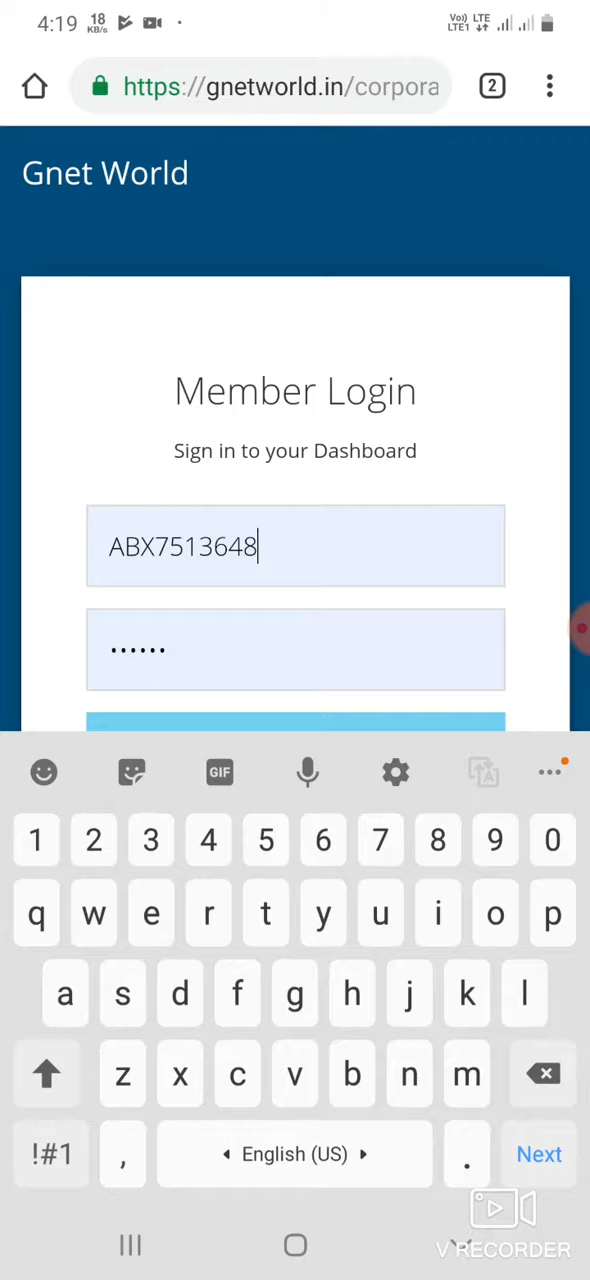 4:19 18 KB/s Vo)) LTE LTE1
https://gnetworld.in/corpora 2
Gnet World
Member Login
Sign in to your Dashboard
ABX7513648
••••••
GIF
1 2 3 4 5 6 7 8 9 0
q w e r t y u i o p
a s d f g h j k l
z x c v b n m
!#1 , English (US) . Next
V RECORDER